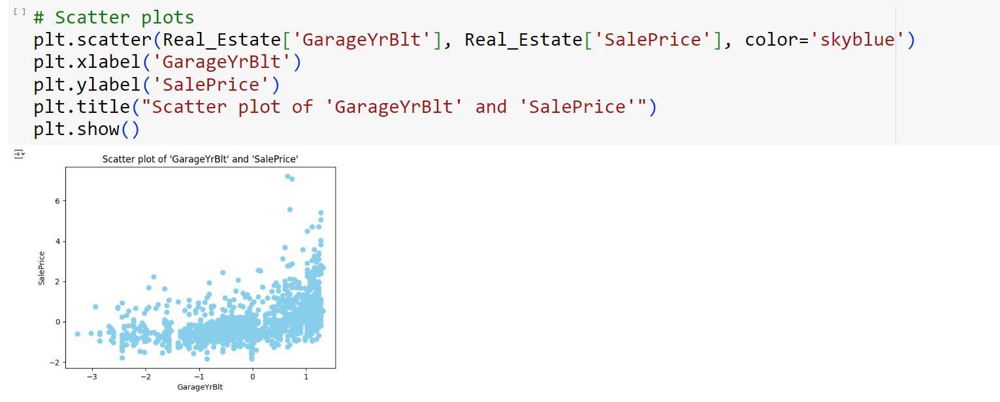 [ ] # Scatter plots
plt.scatter(Real_Estate['GarageYrBlt'], Real_Estate['SalePrice'], color='skyblue')
plt.xlabel('GarageYrBlt')
plt.ylabel('SalePrice')
plt.title("Scatter plot of 'GarageYrBlt' and 'SalePrice'")
plt.show()
Scatter plot of 'GarageYrBlt' and 'SalePrice'
6
4
2
0
−2
SalePrice
−3 −2 −1 0 1
GarageYrBlt